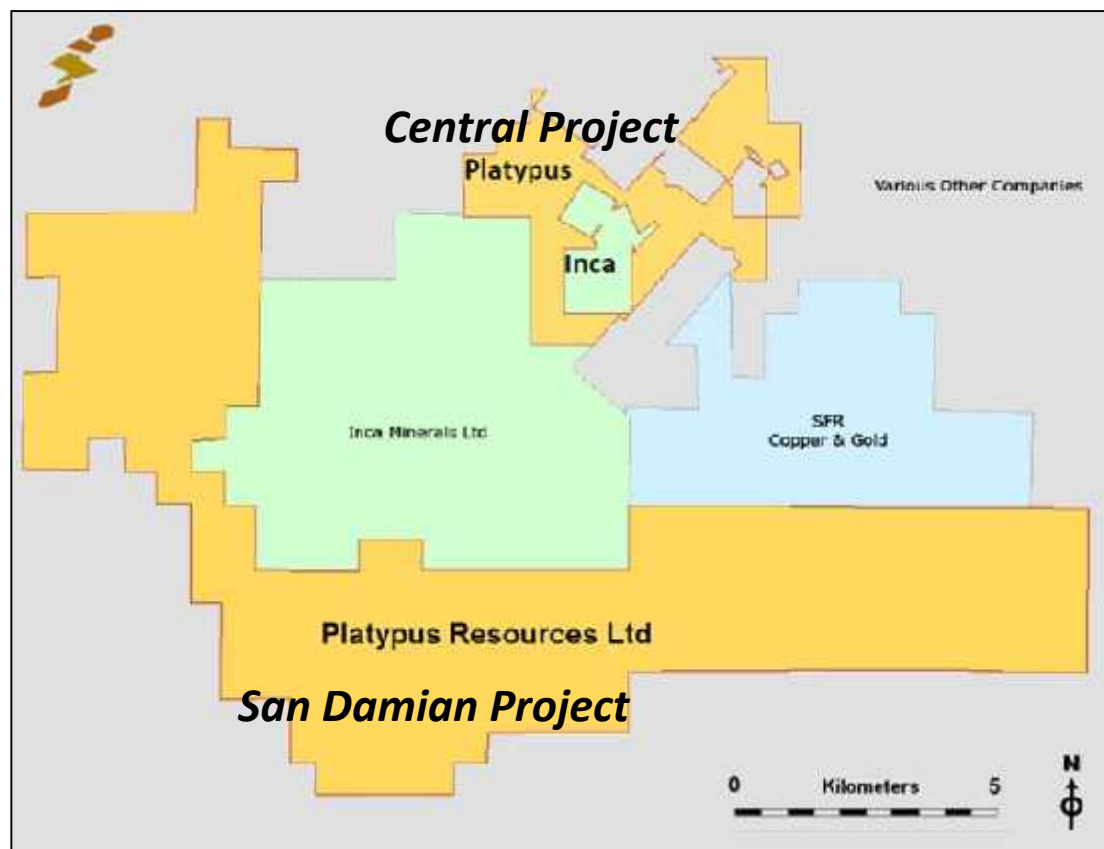 Central Project
Platypus
Various Other Companies
Inca
Inca Minerals Ltd
SFR
Copper & Gold
Platypus Resources Ltd
San Damian Project
N
0 Kilometers 5